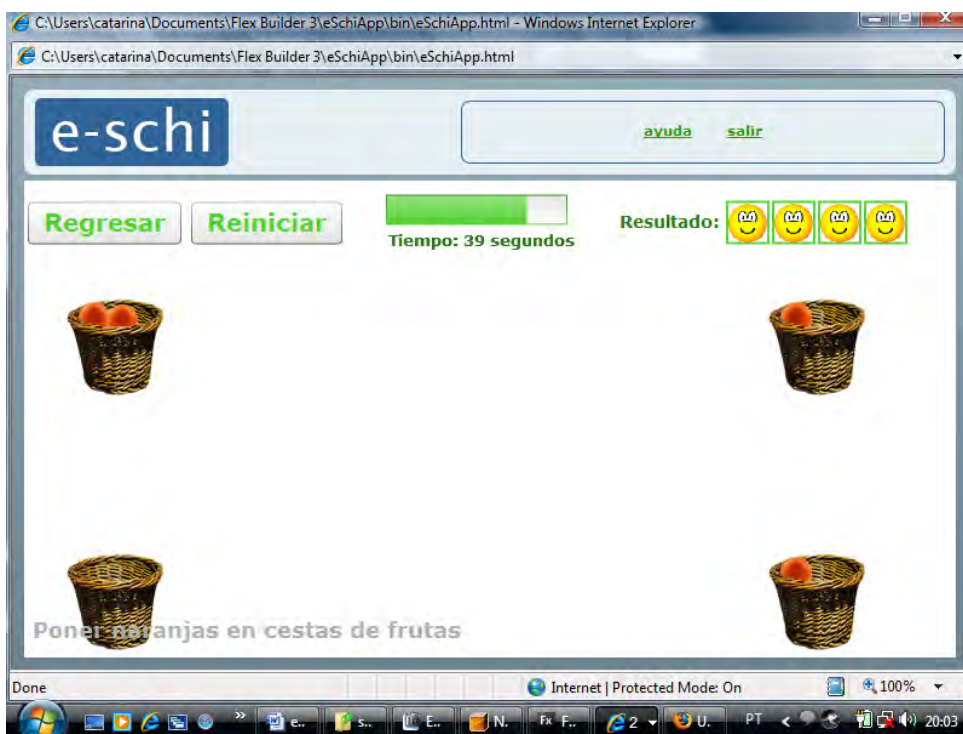 C:\Users\catarina\Documents\Flex Builder 3\eSchiApp\bin\eSchiApp.html - Windows Internet Explorer
C:\Users\catarina\Documents\Flex Builder 3\eSchiApp\bin\eSchiApp.html
e-schi
ayuda salir
Regresar Reiniciar
Tiempo: 39 segundos
Resultado:
Poner naranjas en cestas de frutas
Done Internet | Protected Mode: On 100%
e.. s.. E.. N. Fx F.. 2 U. PT 20:03